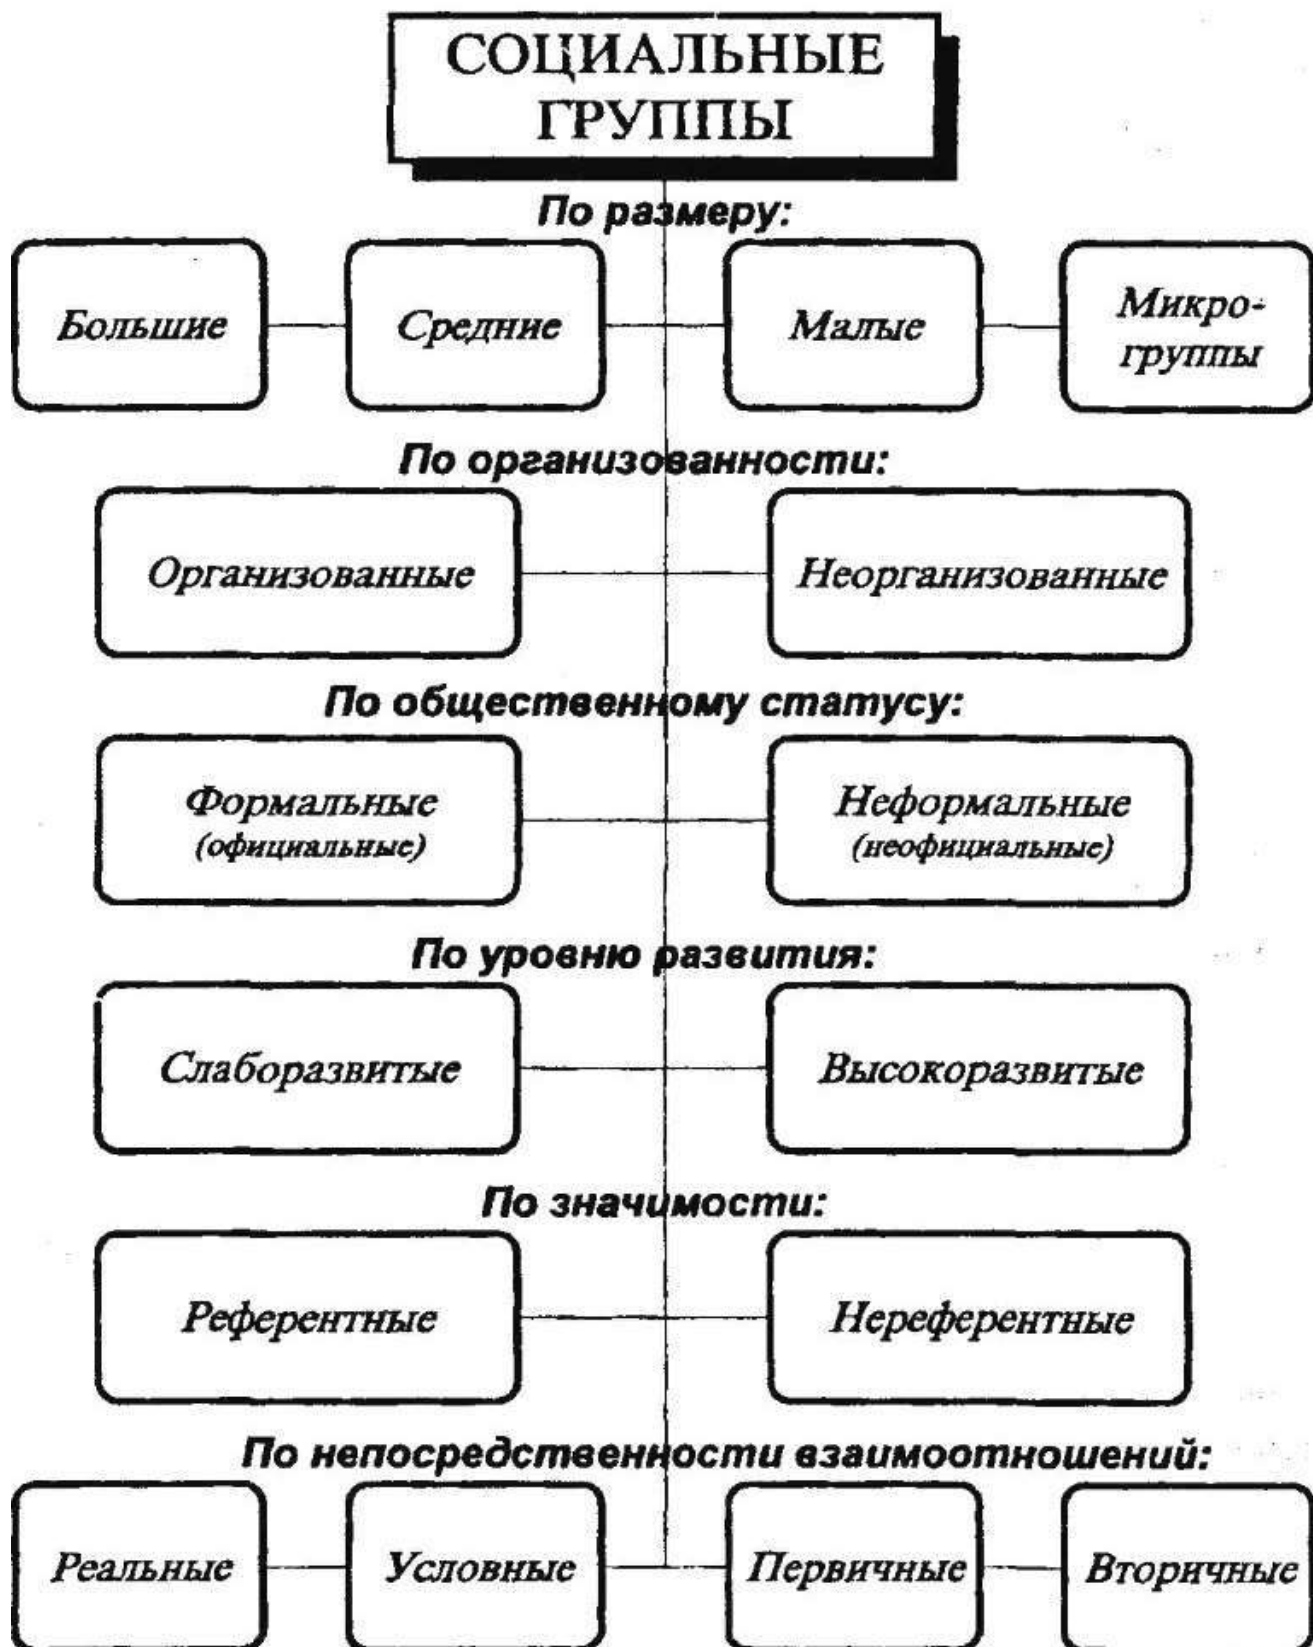 СОЦИАЛЬНЫЕ
ГРУППЫ
По размеру:
Большие
Средние
Малые
Микро-
группы
По организованности:
Организованные
Неорганизованные
По общественному статусу:
Формальные
(официальные)
Неформальные
(неофициальные)
По уровню развития:
Слаборазвитые
Высокоразвитые
По значимости:
Референтные
Нереферентные
По непосредственности взаимоотношений:
Реальные
Условные
Первичные
Вторичные